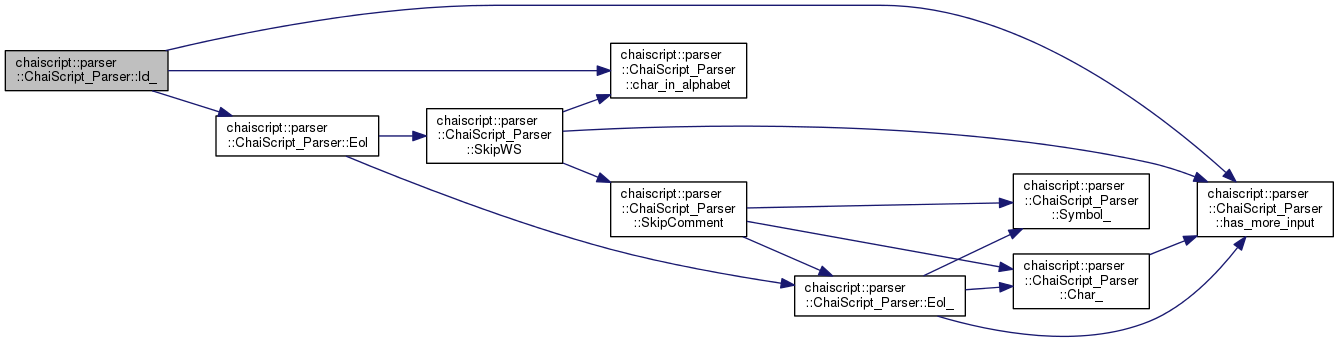 chaiscript::parser
::ChaiScript_Parser::Id_
chaiscript::parser
::ChaiScript_Parser::Eol
chaiscript::parser
::ChaiScript_Parser
::SkipWS
chaiscript::parser
::ChaiScript_Parser
::char_in_alphabet
chaiscript::parser
::ChaiScript_Parser
::SkipComment
chaiscript::parser
::ChaiScript_Parser::Eol_
chaiscript::parser
::ChaiScript_Parser
::Symbol_
chaiscript::parser
::ChaiScript_Parser
::Char_
chaiscript::parser
::ChaiScript_Parser
::has_more_input